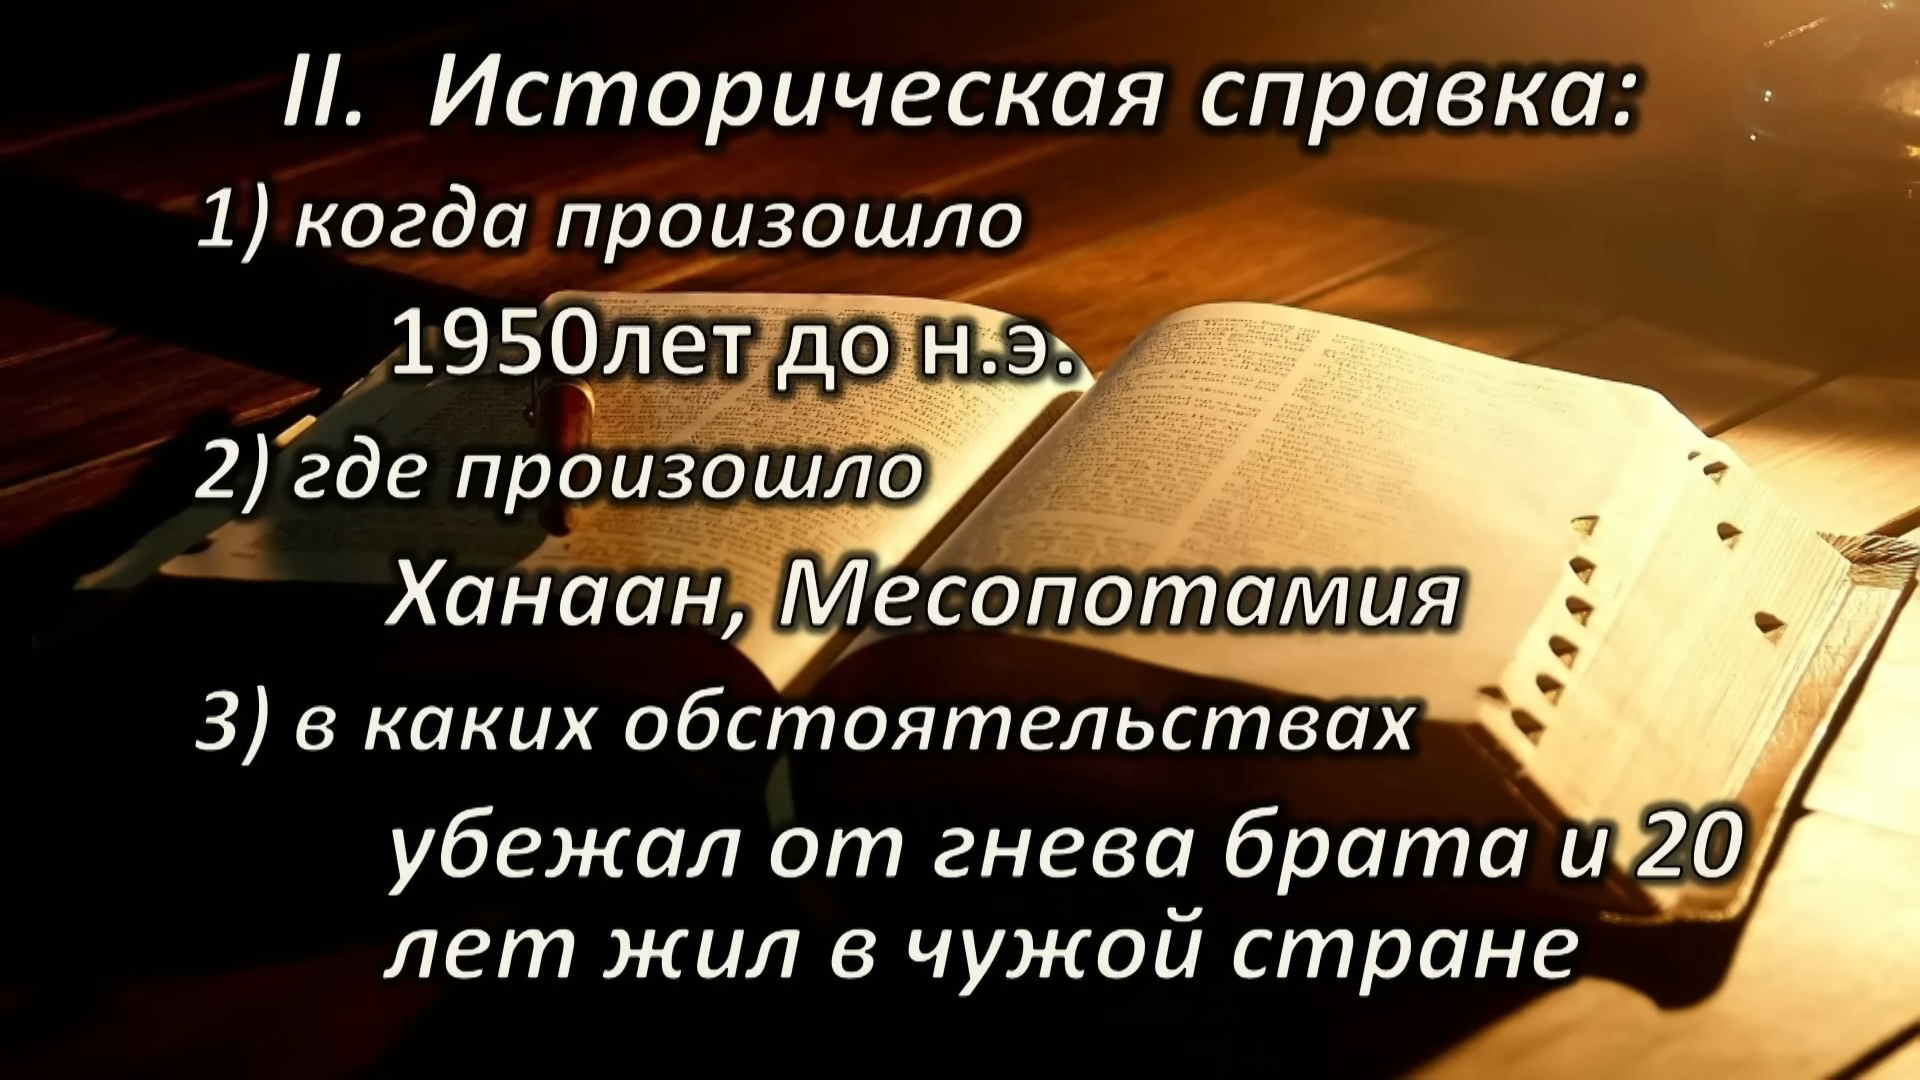 II. Историческая справка:
1) когда произошло
1950лет до н.э.
2) где произошло
Ханаан, Месопотамия
3) в каких обстоятельствах
убежал от гнева брата и 20
лет жил в чужой стране